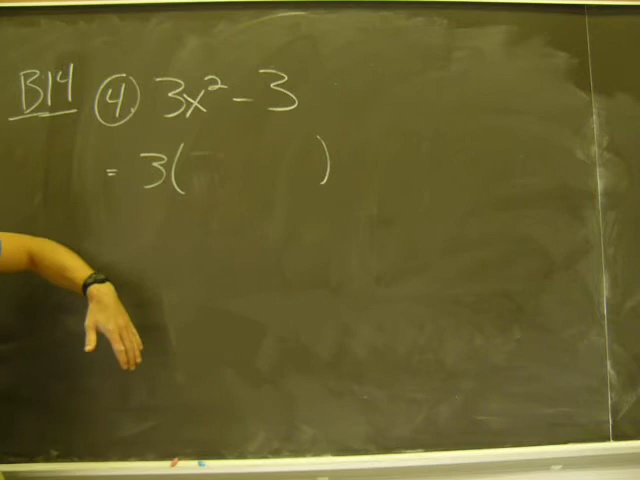 B14 ④ 3x² - 3
= 3(          )